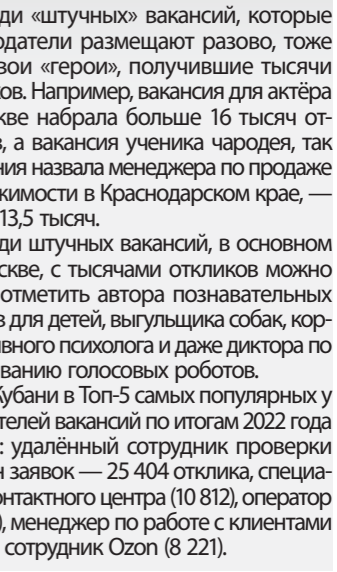 ди «штучных» вакансий, которые
одатели размещают разово, тоже
вои «герои», получившие тысячи
ов. Например, вакансия для актёра
кве набрала больше 16 тысяч от-
в, а вакансия ученика чародея, так
ния назвала менеджера по продаже
жимости в Краснодарском крае, —
13,5 тысяч.
ди штучных вакансий, в основном
скве, с тысячами откликов можно
отметить автора познавательных
в для детей, выгульщика собак, кор-
ивного психолога и даже диктора по
ванию голосовых роботов.
Кубани в Топ-5 самых популярных у
телей вакансий по итогам 2022 года
: удалённый сотрудник проверки
н заявок — 25 404 отклика, специа-
онтактного центра (10 812), оператор
), менеджер по работе с клиентами
сотрудник Ozon (8 221).